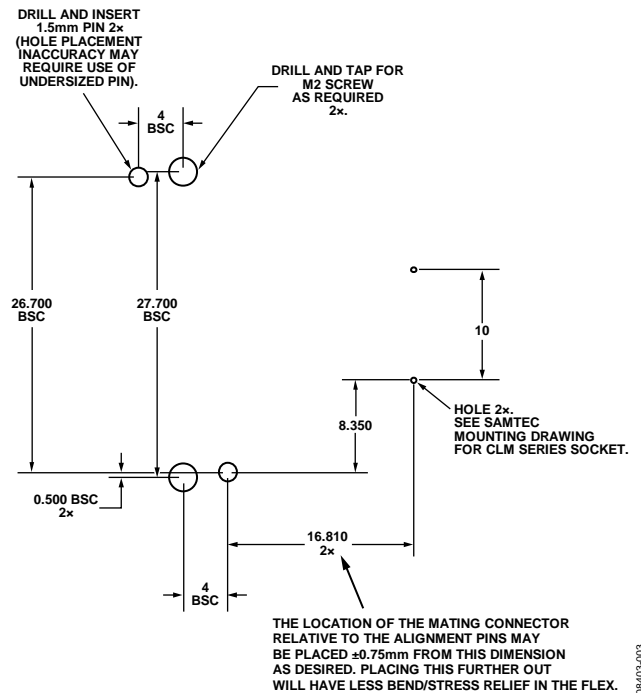 DRILL AND INSERT
1.5mm PIN 2×
(HOLE PLACEMENT
INACCURACY MAY
REQUIRE USE OF
UNDERSIZED PIN).
DRILL AND TAP FOR
M2 SCREW
AS REQUIRED
2×.
4
BSC
26.700
BSC
27.700
BSC
10
8.350
HOLE 2×.
SEE SAMTEC
MOUNTING DRAWING
FOR CLM SERIES SOCKET.
0.500 BSC
2×
16.810
2×
4
BSC
THE LOCATION OF THE MATING CONNECTOR
RELATIVE TO THE ALIGNMENT PINS MAY
BE PLACED ±0.75mm FROM THIS DIMENSION
AS DESIRED. PLACING THIS FURTHER OUT
WILL HAVE LESS BEND/STRESS RELIEF IN THE FLEX.